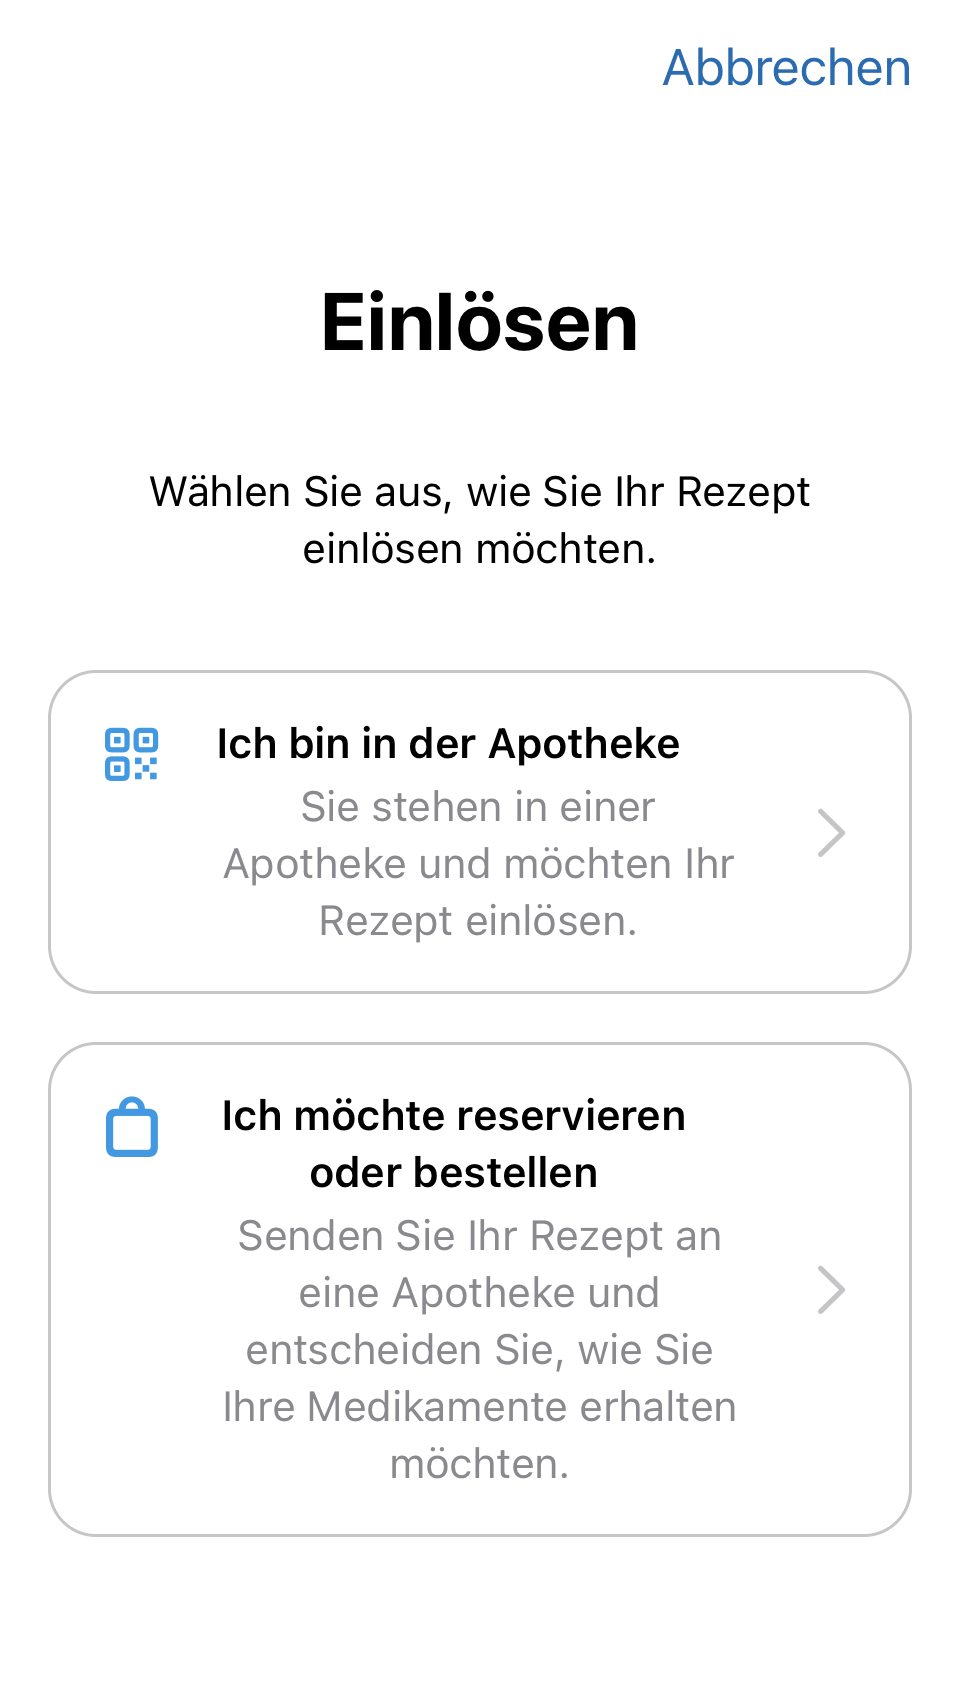 Abbrechen
Einlösen
Wählen Sie aus, wie Sie Ihr Rezept
einlösen möchten.
Ich bin in der Apotheke
Sie stehen in einer
Apotheke und möchten Ihr
Rezept einlösen.
Ich möchte reservieren
oder bestellen
Senden Sie Ihr Rezept an
eine Apotheke und
entscheiden Sie, wie Sie
Ihre Medikamente erhalten
möchten.